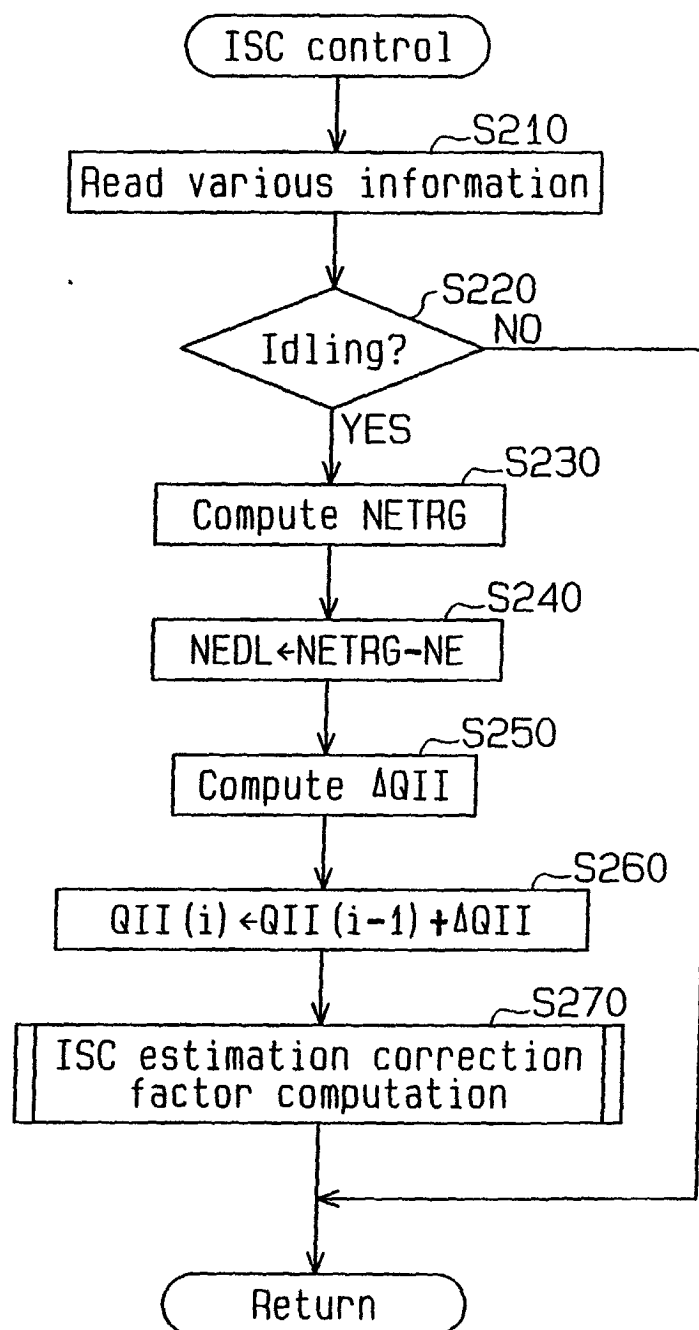 ISC control
S210
Read various information
S220
Idling?
NO
YES
S230
Compute NETRG
S240
NEDL←NETRG-NE
S250
Compute ΔQII
S260
QII(i)←QII(i-1)+ΔQII
S270
ISC estimation correction
factor computation
Return